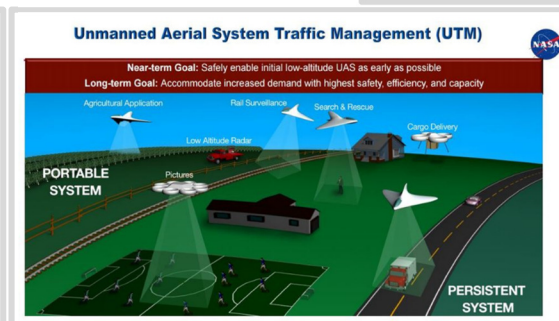 Unmanned Aerial System Traffic Management (UTM)
NASA
Near-term Goal: Safely enable initial low-altitude UAS as early as possible
Long-term Goal: Accommodate increased demand with highest safety, efficiency, and capacity
Agricultural Application
Rail Surveillance
Search & Rescue
Cargo Delivery
Low Altitude Radar
PORTABLE
SYSTEM
Pictures
PERSISTENT
SYSTEM